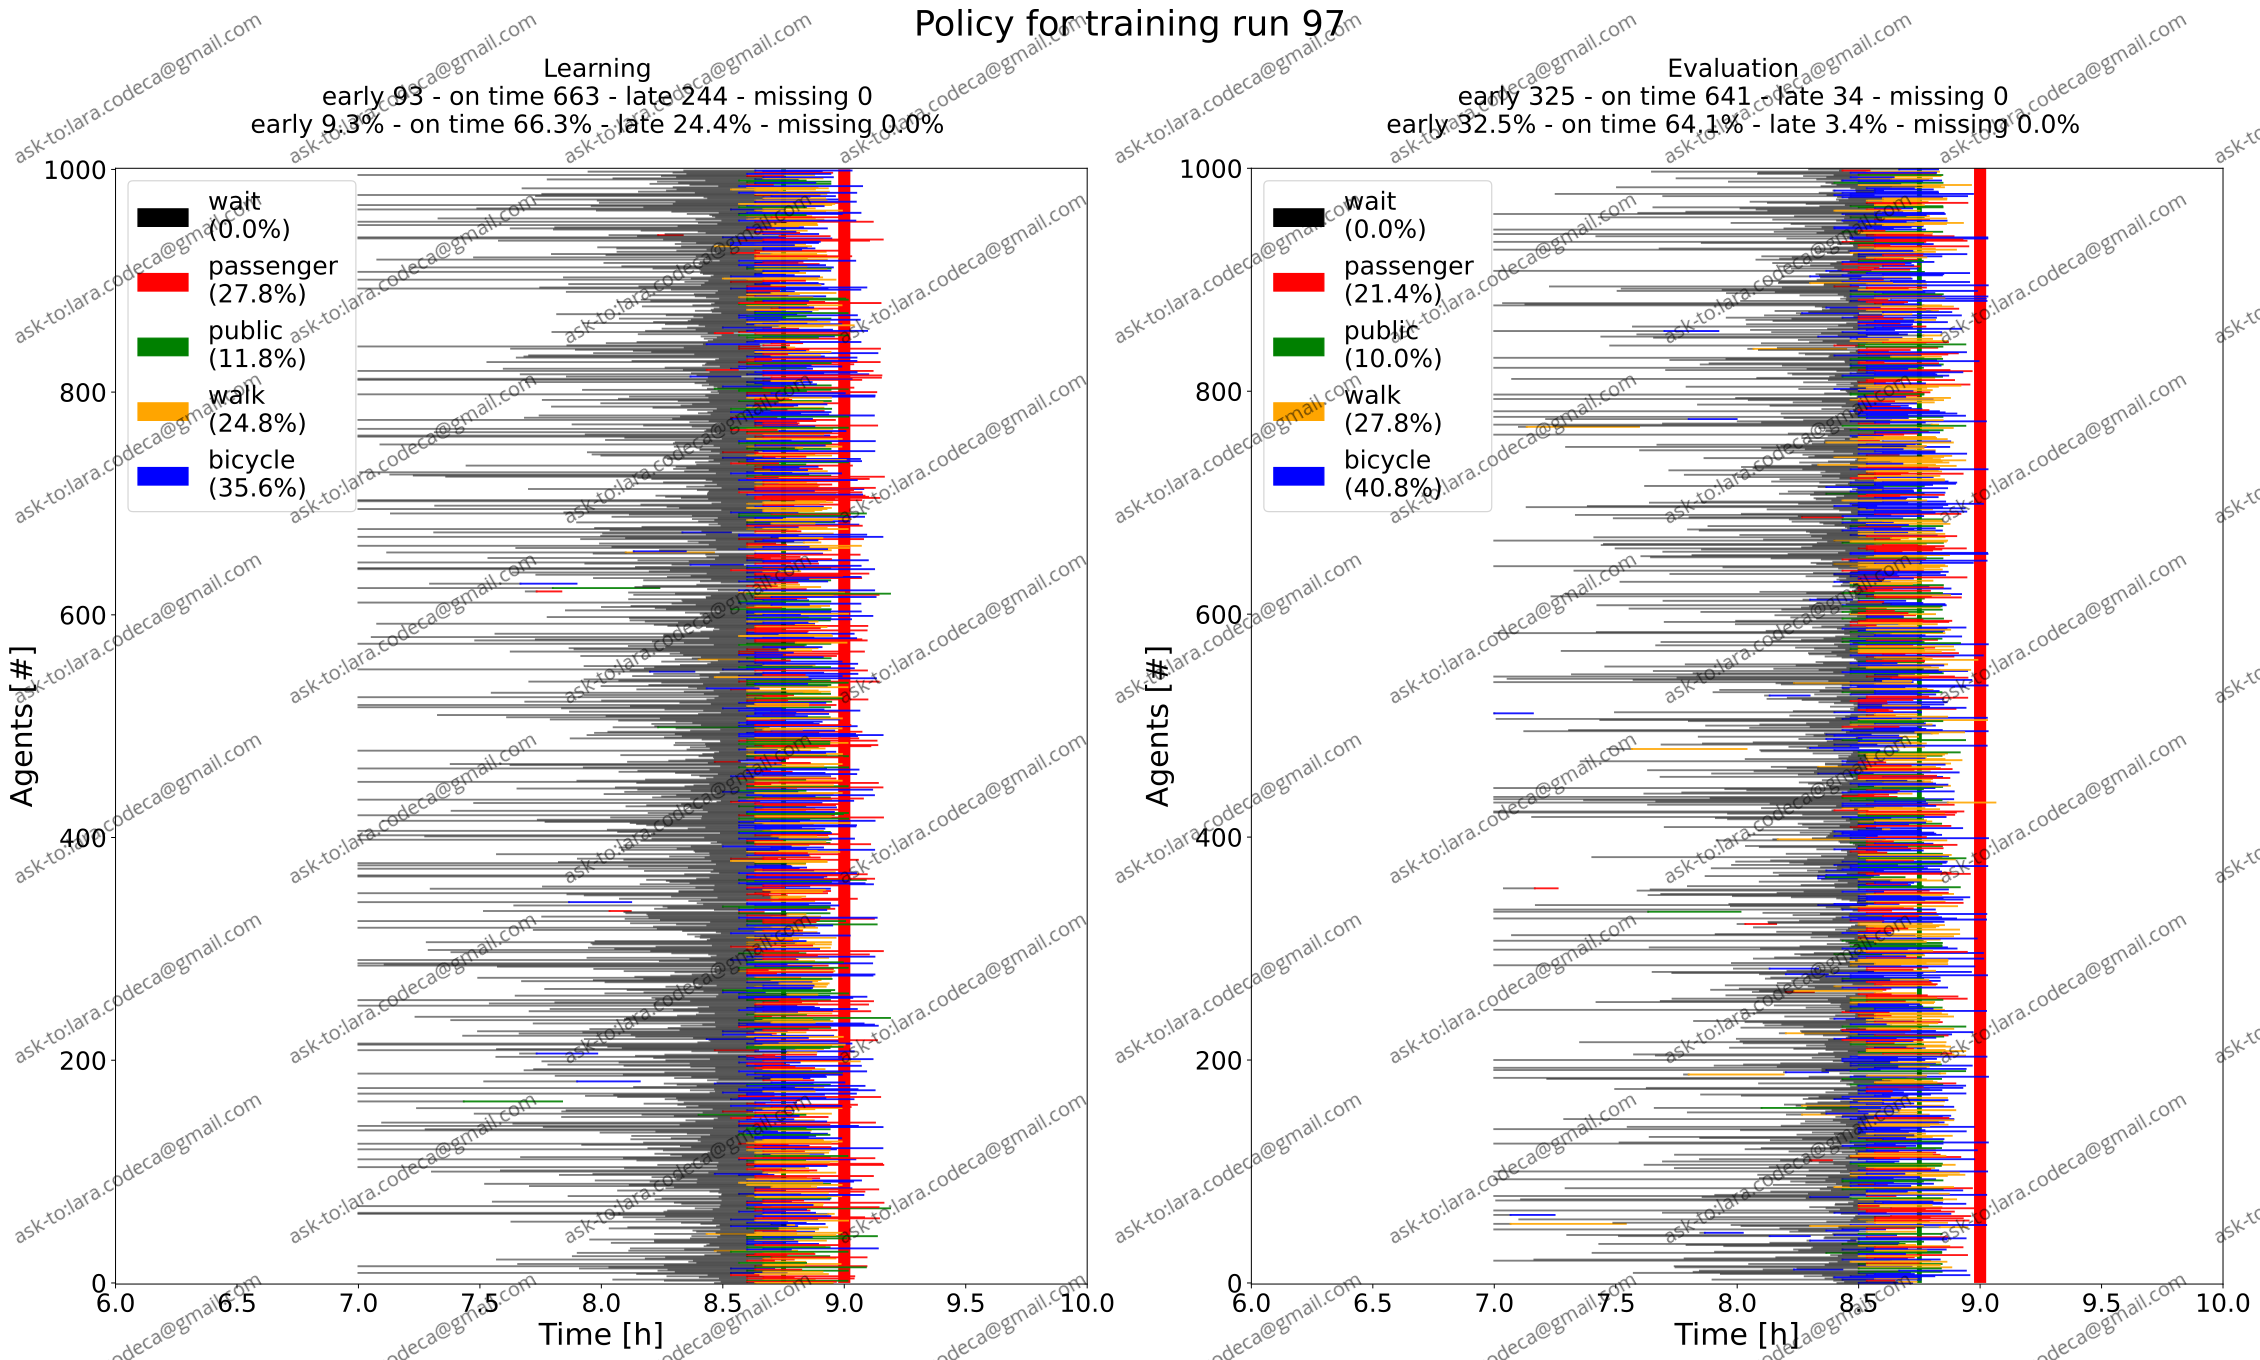 Policy for training run 97
Learning
early 93 - on time 663 - late 244 - missing 0
early 9.3% - on time 66.3% - late 24.4% - missing 0.0%
1000
800
600
400
200
0
Agents [#]
wait
(0.0%)
passenger
(27.8%)
public
(11.8%)
walk
(24.8%)
bicycle
(35.6%)
6.0 6.5 7.0 7.5 8.0 8.5 9.0 9.5 10.0
Time [h]
Evaluation
early 325 - on time 641 - late 34 - missing 0
early 32.5% - on time 64.1% - late 3.4% - missing 0.0%
1000
800
600
400
200
0
Agents [#]
wait
(0.0%)
passenger
(21.4%)
public
(10.0%)
walk
(27.8%)
bicycle
(40.8%)
6.0 6.5 7.0 7.5 8.0 8.5 9.0 9.5 10.0
Time [h]
ask-to:lara.codeca@gmail.com